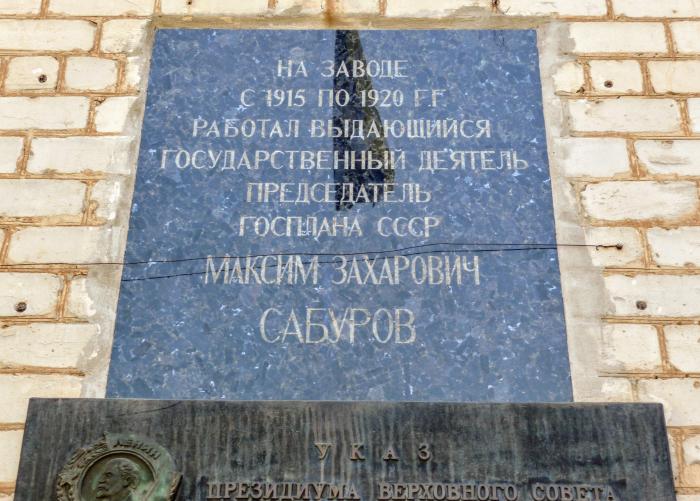 НА ЗАВОДЕ
С 1915 ПО 1920 Г.Г.
РАБОТАЛ ВЫДАЮЩИЙСЯ
ГОСУДАРСТВЕННЫЙ ДЕЯТЕЛЬ
ПРЕДСЕДАТЕЛЬ
ГОСПЛАНА СССР
МАКСИМ ЗАХАРОВИЧ
САБУРОВ
ЛЕНИН
УКАЗ
ПРЕЗИДИУМА ВЕРХОВНОГО СОВЕТА